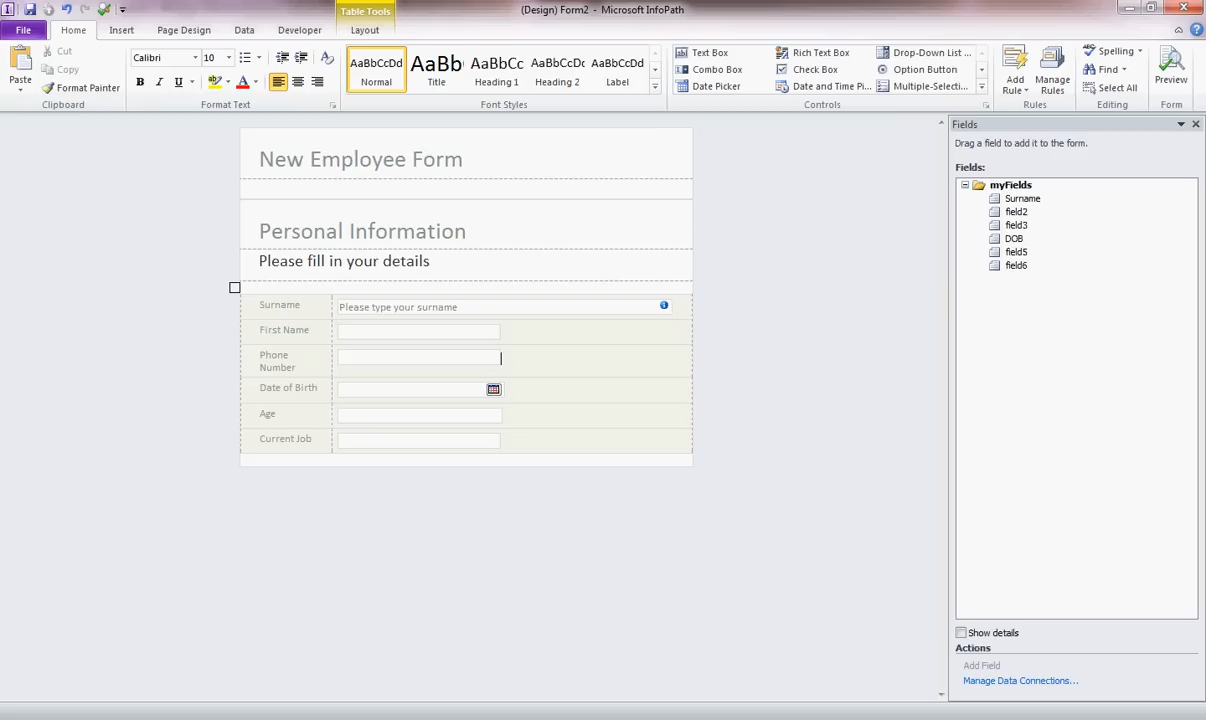 Table Tools
(Design) Form2 - Microsoft InfoPath
File
Home
Insert
Page Design
Data
Developer
Layout
Paste
Cut
Copy
Format Painter
Clipboard
Calibri
10
B I U
A
Format Text
AaBbCcDd
Normal
AaBb
Title
AaBbCc
Heading 1
AaBbCcDc
Heading 2
AaBbCcDd
Label
Font Styles
Text Box
Combo Box
Date Picker
Rich Text Box
Check Box
Date and Time Pi...
Drop-Down List ...
Option Button
Multiple-Selecti...
Controls
Add Rule
Manage Rules
Rules
Spelling
Find
Select All
Editing
Preview
Form
New Employee Form
Personal Information
Please fill in your details
Surname
Please type your surname
First Name
Phone
Number
Date of Birth
Age
Current Job
Fields
Drag a field to add it to the form.
Fields:
myFields
Surname
field2
field3
DOB
field5
field6
Show details
Actions
Add Field
Manage Data Connections...